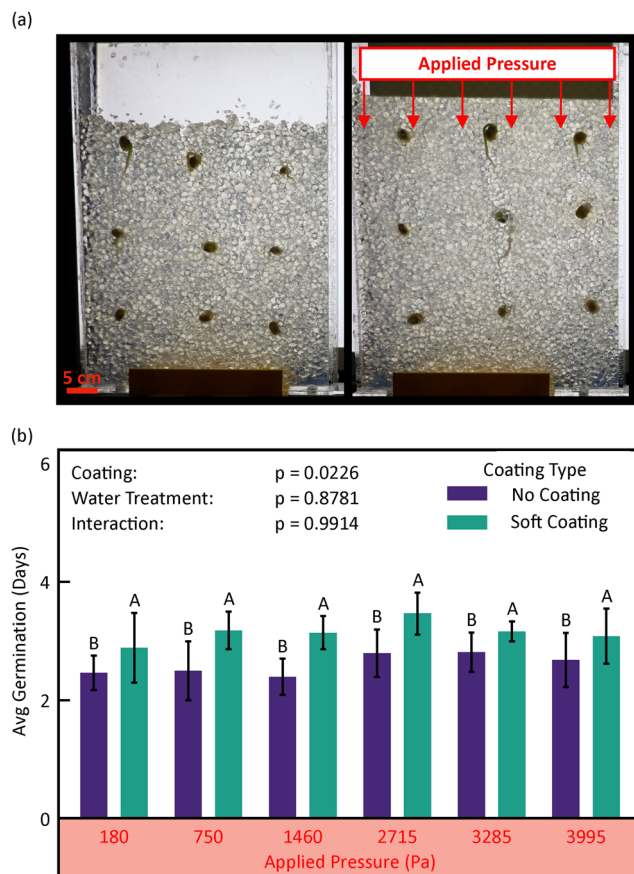 (a)
Applied Pressure
5 cm
(b)
6
4
2
0
Avg Germination (Days)
Coating: p = 0.0226
Water Treatment: p = 0.8781
Interaction: p = 0.9914
Coating Type
No Coating
Soft Coating
B A B A B A B A B A B A
180 750 1460 2715 3285 3995
Applied Pressure (Pa)